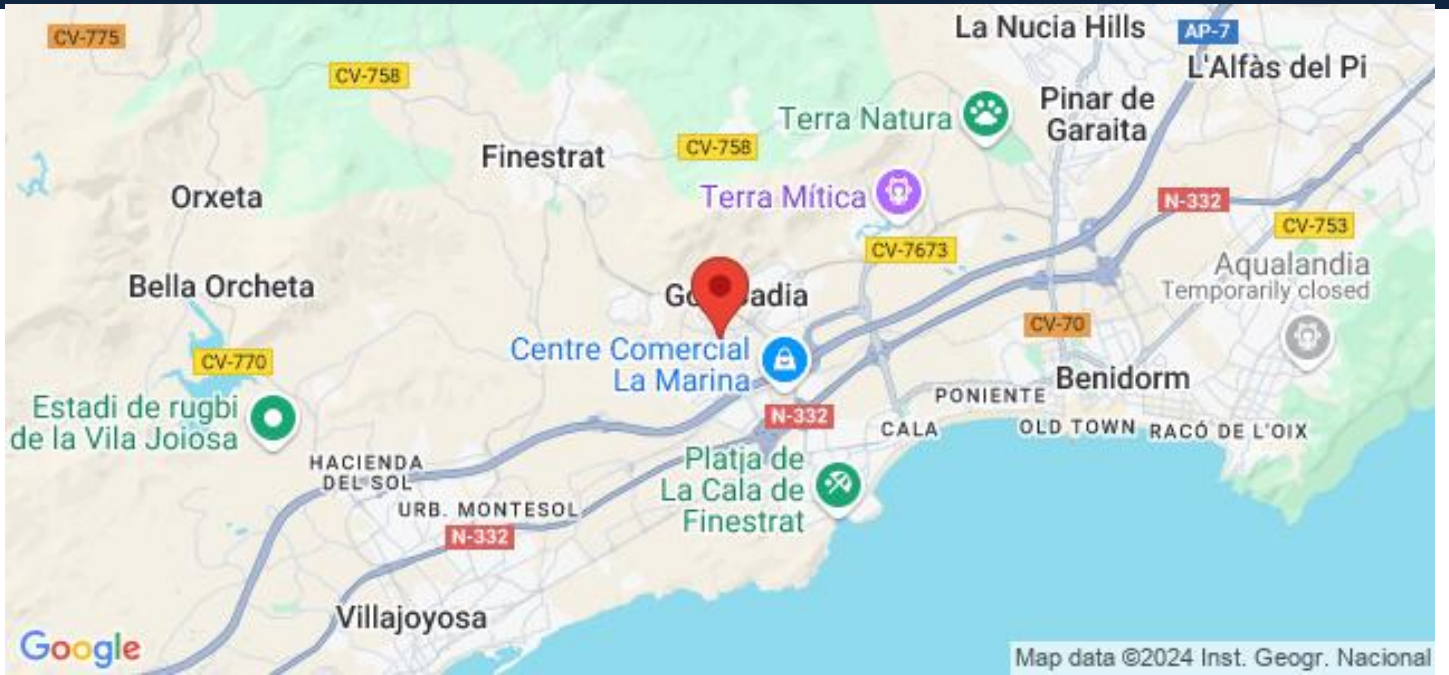 La Nucia Hills
CV-775
AP-7
CV-758
L'Alfàs del Pi
Pinar de
Garaita
Terra Natura
Finestrat
CV-758
Orxeta
Terra Mítica
N-332
CV-753
CV-7673
Bella Orcheta
Aqualandia
Temporarily closed
CV-70
Centre Comercial
La Marina
CV-770
Benidorm
PONIENTE
Estadi de rugbi
de la Vila Joiosa
N-332
CALA
OLD TOWN
RACÓ DE L'OIX
HACIENDA
DEL SOL
Platja de
La Cala de
Finestrat
URB. MONTESOL
N-332
Villajoyosa
Google
Map data ©2024 Inst. Geogr. Nacional